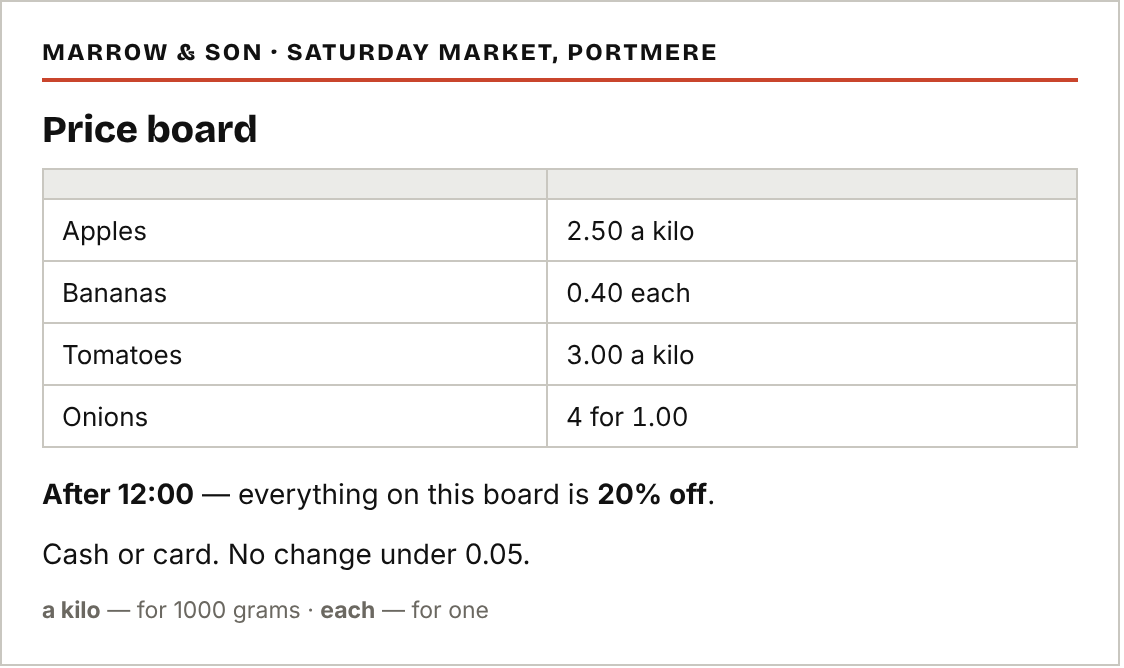 MARROW & SON · SATURDAY MARKET, PORTMERE
Price board
Apples 2.50 a kilo
Bananas 0.40 each
Tomatoes 3.00 a kilo
Onions 4 for 1.00
After 12:00 — everything on this board is 20% off.
Cash or card. No change under 0.05.
a kilo — for 1000 grams · each — for one